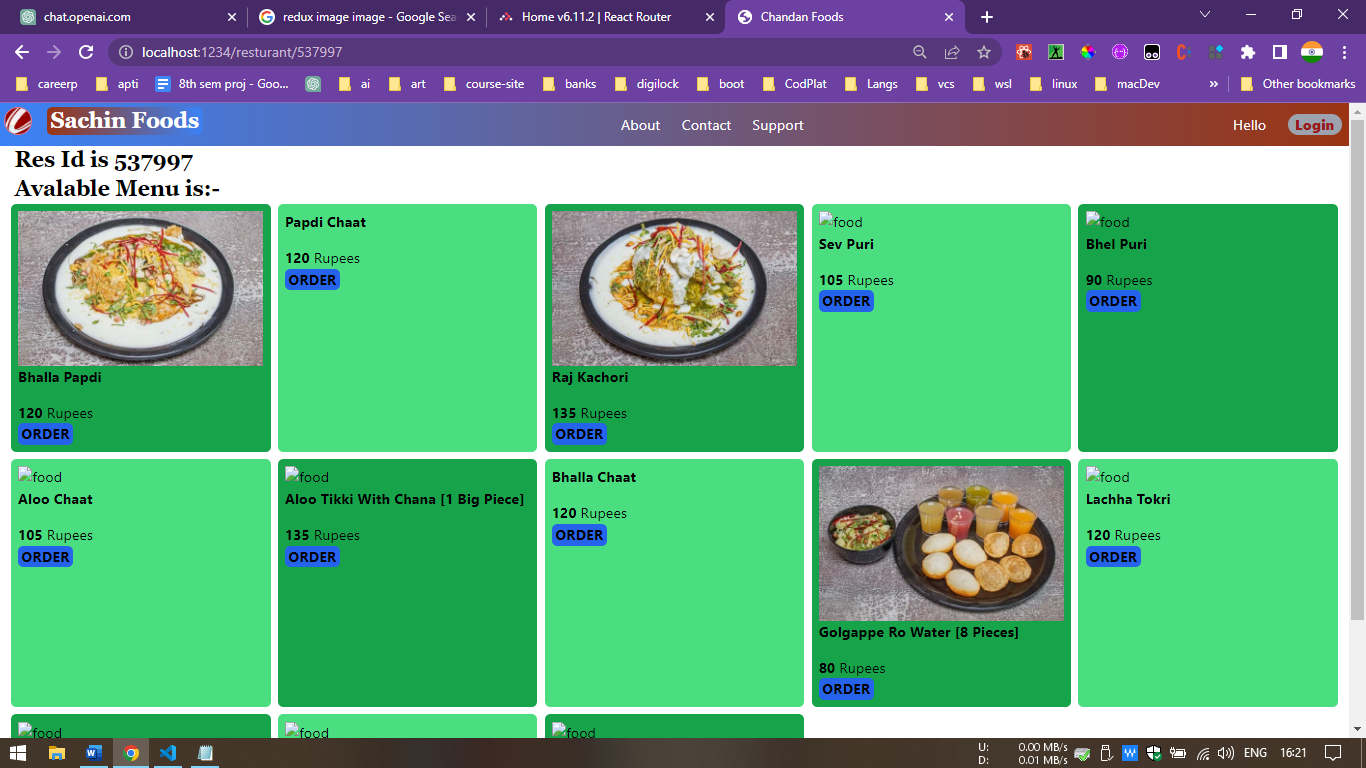 chat.openai.com
redux image image - Google Sea
Home v6.11.2 | React Router
Chandan Foods
localhost:1234/resturant/537997
careerp
apti
8th sem proj - Goo...
ai
art
course-site
banks
digilock
boot
CodPlat
Langs
vcs
wsl
linux
macDev
»
Other bookmarks
Sachin Foods
About
Contact
Support
Hello
Login
Res Id is 537997
Avalable Menu is:-
Bhalla Papdi
120 Rupees
ORDER
Papdi Chaat
120 Rupees
ORDER
Raj Kachori
135 Rupees
ORDER
food
Sev Puri
105 Rupees
ORDER
food
Bhel Puri
90 Rupees
ORDER
food
Aloo Chaat
105 Rupees
ORDER
food
Aloo Tikki With Chana [1 Big Piece]
135 Rupees
ORDER
Bhalla Chaat
120 Rupees
ORDER
Golgappe Ro Water [8 Pieces]
80 Rupees
ORDER
food
Lachha Tokri
120 Rupees
ORDER
food
food
food
U: 0.00 MB/s
D: 0.01 MB/s
ENG
16:21